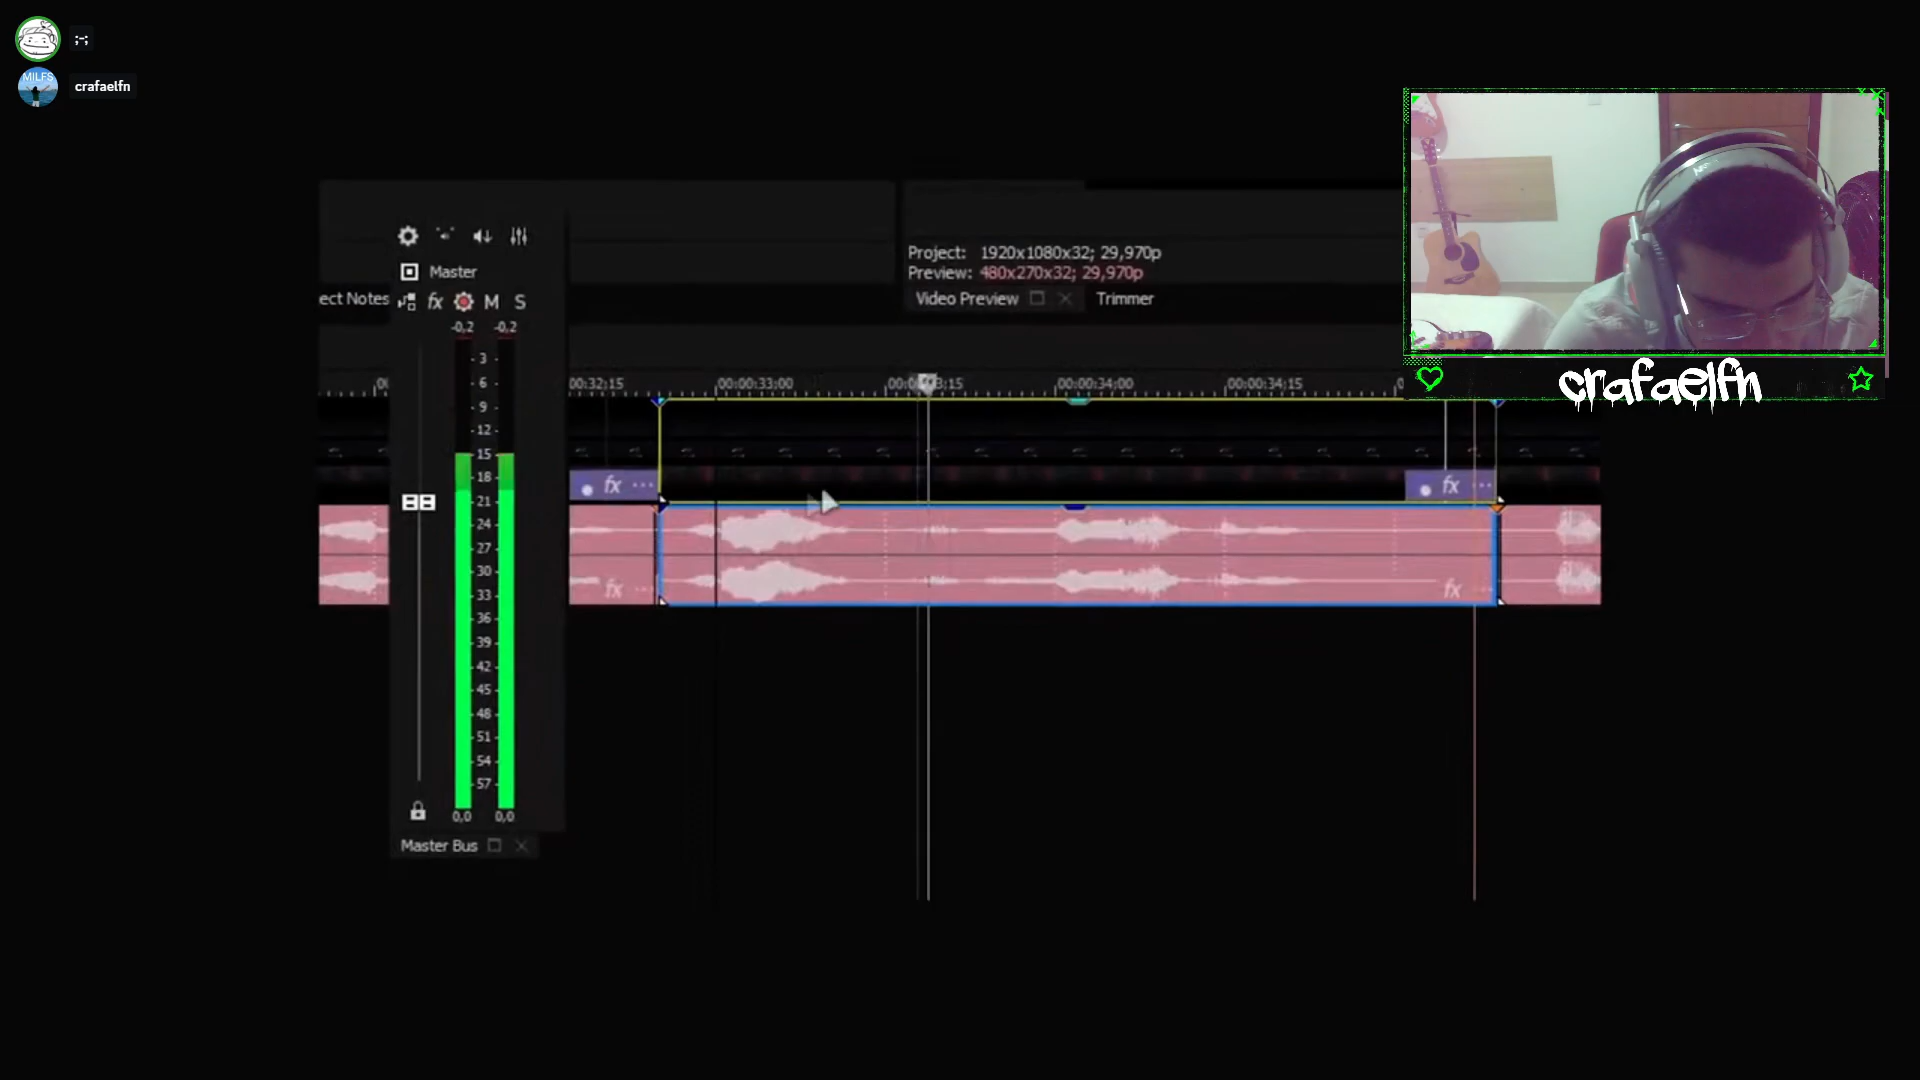 ;-;
MILFS
crafaelfn
Master
fx M S
-0,2 -0,2
3
6
9
12
15
18
21
24
27
30
33
36
39
42
45
48
51
54
57
0,0 0,0
Master Bus
ect Notes
Project: 1920x1080x32; 29,970p
Preview: 480x270x32; 29,970p
Video Preview Trimmer
00:32;15 00:00:33;00 00:00:34;00 00:00:34;15
fx fx
fx fx
crafaelfn